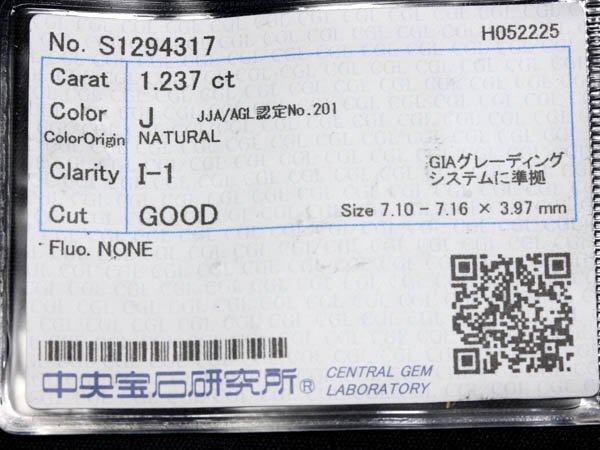 No. S1294317
H052225
Carat 1.237 ct
Color J JJA/AGL認定No.201
ColorOrigin NATURAL
Clarity I-1
GIAグレーディング
システムに準拠
Cut GOOD Size 7.10 - 7.16 × 3.97 mm
Fluo. NONE
中央宝石研究所® CENTRAL GEM
LABORATORY